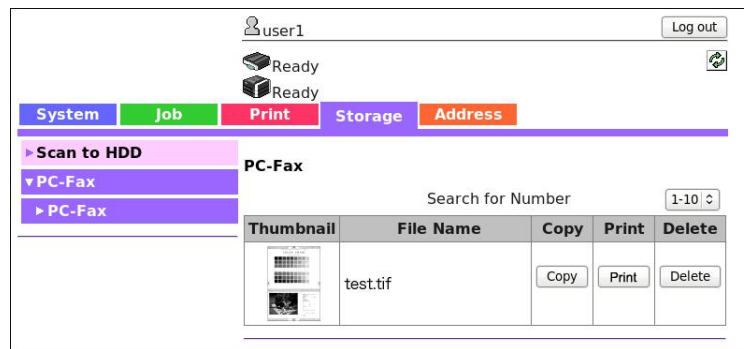 user1 Log out
Ready
Ready
System Job Print Storage Address
Scan to HDD
PC-Fax
PC-Fax
PC-Fax
Search for Number 1-10
Thumbnail File Name Copy Print Delete
test.tif Copy Print Delete